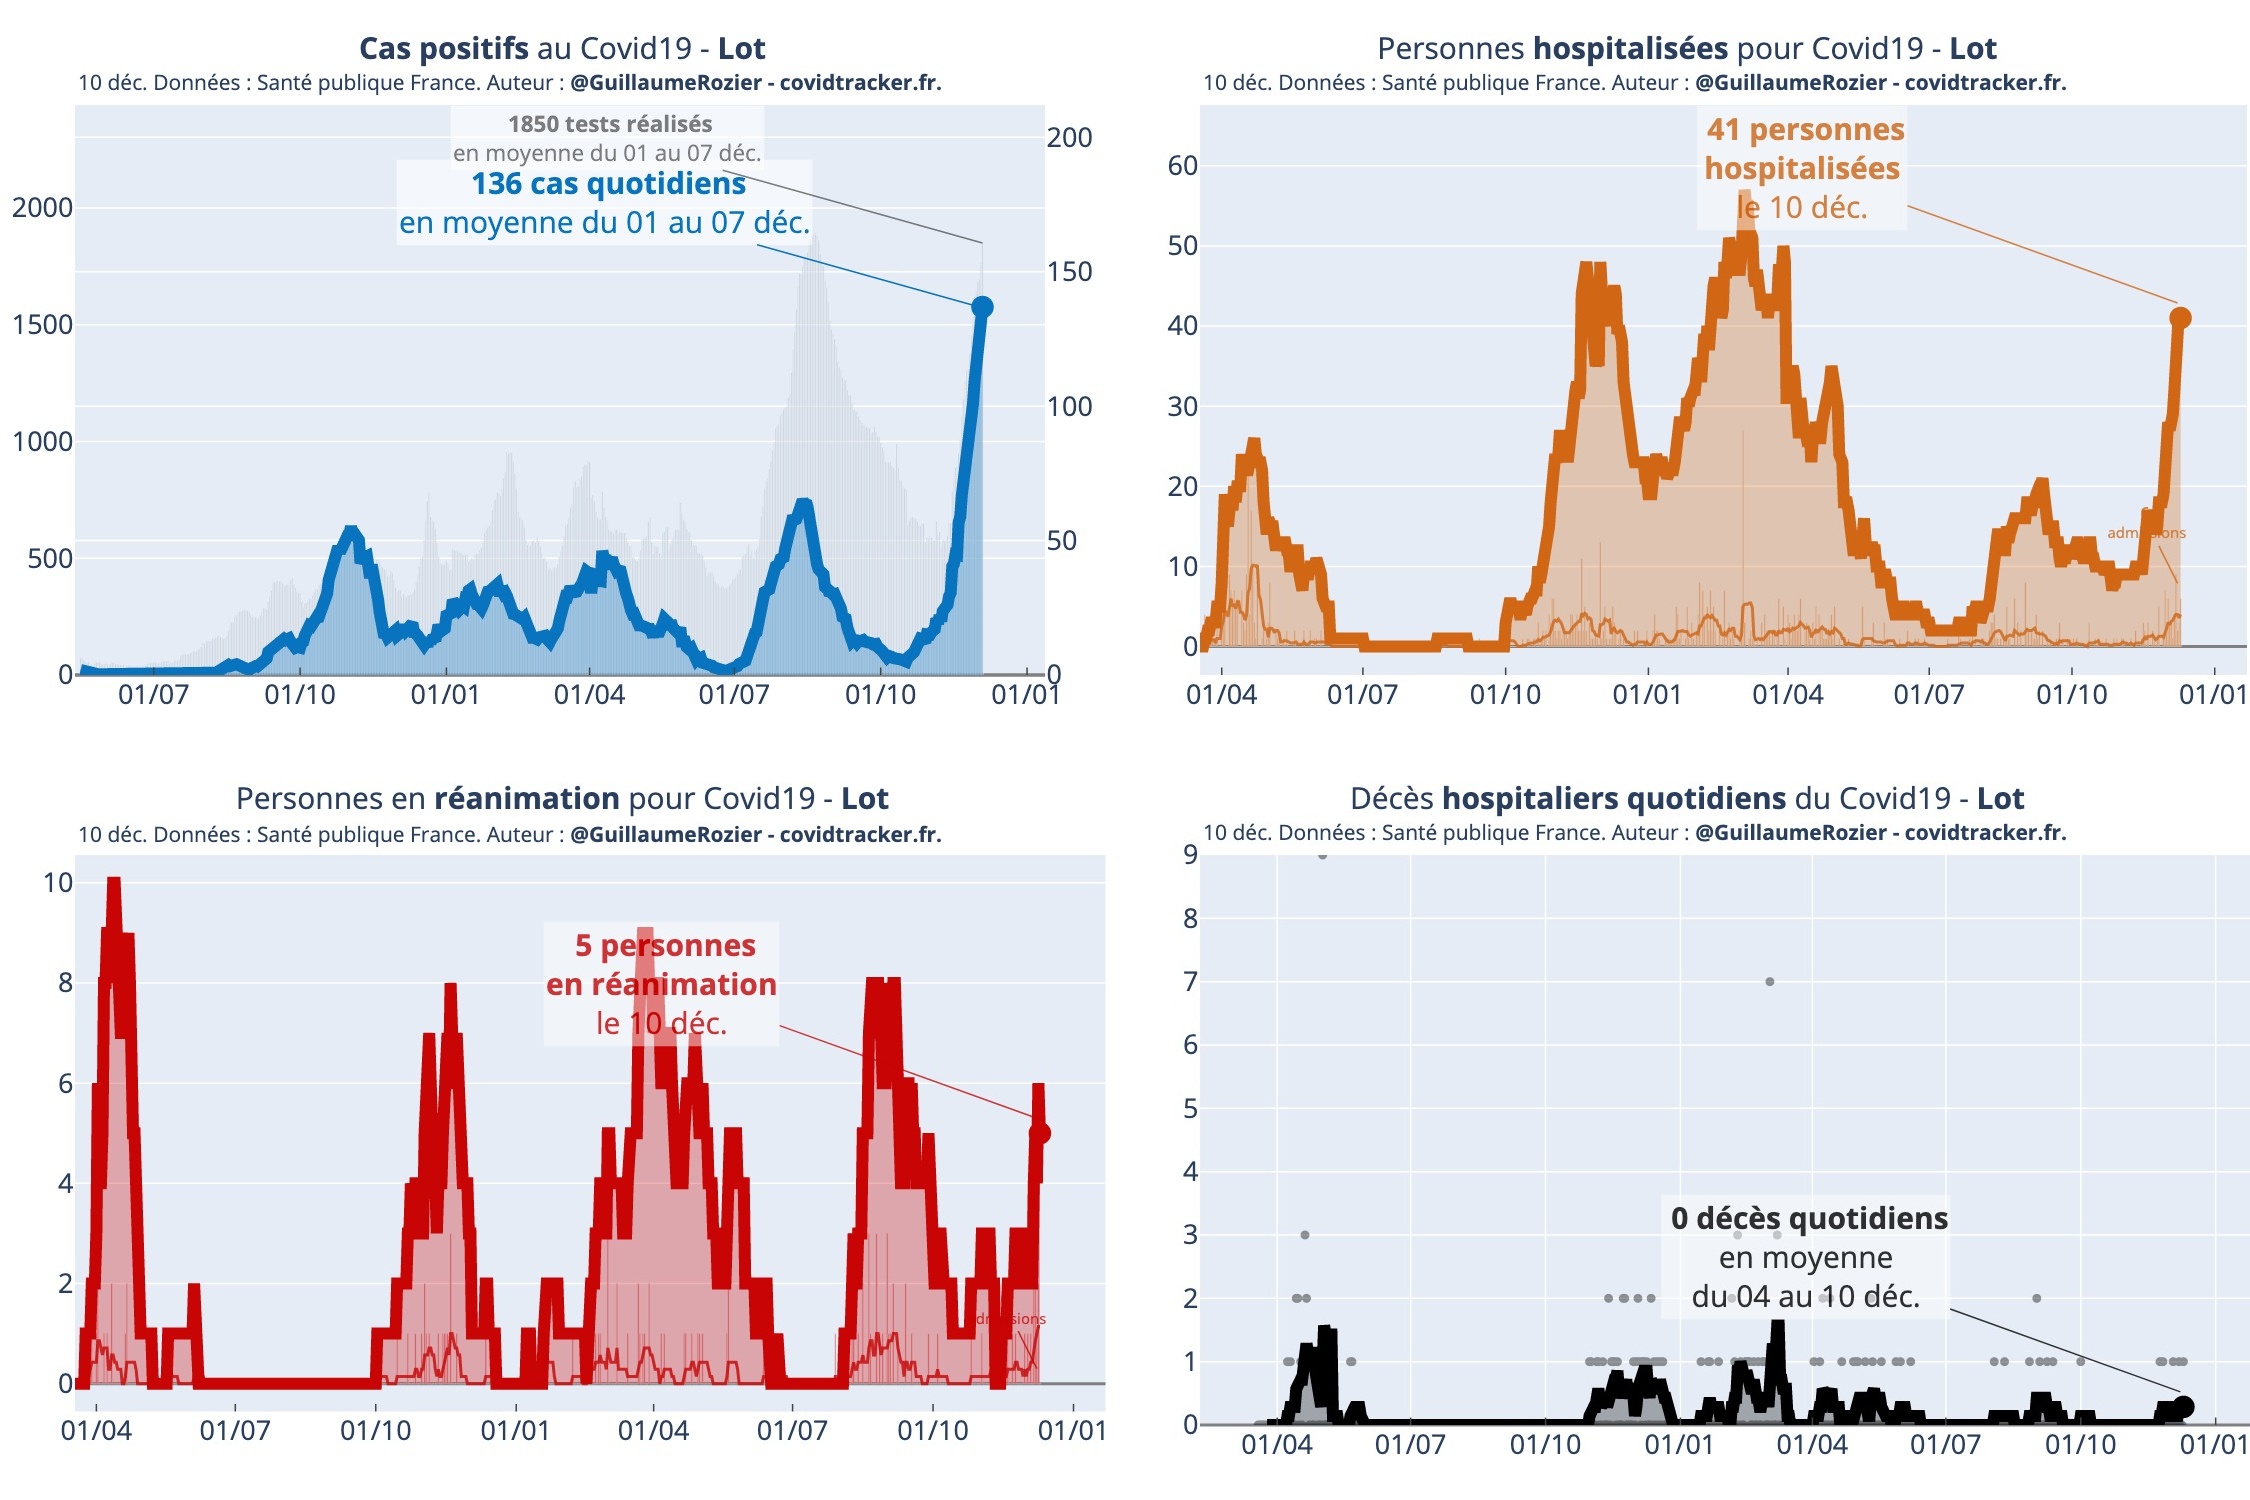 Cas positifs au Covid19 - Lot
10 déc. Données : Santé publique France. Auteur : @GuillaumeRozier - covidtracker.fr.
1850 tests réalisés
en moyenne du 01 au 07 déc.
136 cas quotidiens
en moyenne du 01 au 07 déc.
2000
1500
1000
500
0
200
150
100
50
0
01/07 01/10 01/01 01/04 01/07 01/10 01/01
Personnes hospitalisées pour Covid19 - Lot
10 déc. Données : Santé publique France. Auteur : @GuillaumeRozier - covidtracker.fr.
41 personnes
hospitalisées
le 10 déc.
60
50
40
30
20
10
0
admissions
01/04 01/07 01/10 01/01 01/04 01/07 01/10 01/01
Personnes en réanimation pour Covid19 - Lot
10 déc. Données : Santé publique France. Auteur : @GuillaumeRozier - covidtracker.fr.
5 personnes
en réanimation
le 10 déc.
10
8
6
4
2
0
admissions
01/04 01/07 01/10 01/01 01/04 01/07 01/10 01/01
Décès hospitaliers quotidiens du Covid19 - Lot
10 déc. Données : Santé publique France. Auteur : @GuillaumeRozier - covidtracker.fr.
9
8
7
6
5
4
3
2
1
0
0 décès quotidiens
en moyenne
du 04 au 10 déc.
01/04 01/07 01/10 01/01 01/04 01/07 01/10 01/01